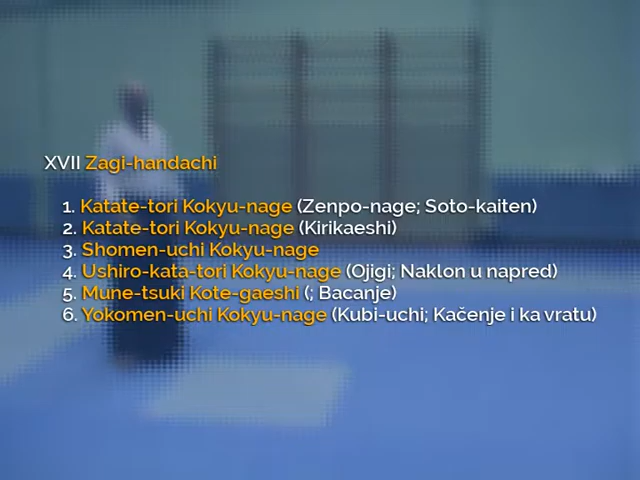 XVII Zagi-handachi
1. Katate-tori Kokyu-nage (Zenpo-nage; Soto-kaiten)
2. Katate-tori Kokyu-nage (Kirikaeshi)
3. Shomen-uchi Kokyu-nage
4. Ushiro-kata-tori Kokyu-nage (Ojigi; Naklon u napred)
5. Mune-tsuki Kote-gaeshi (; Bacanje)
6. Yokomen-uchi Kokyu-nage (Kubi-uchi; Kačenje i ka vratu)